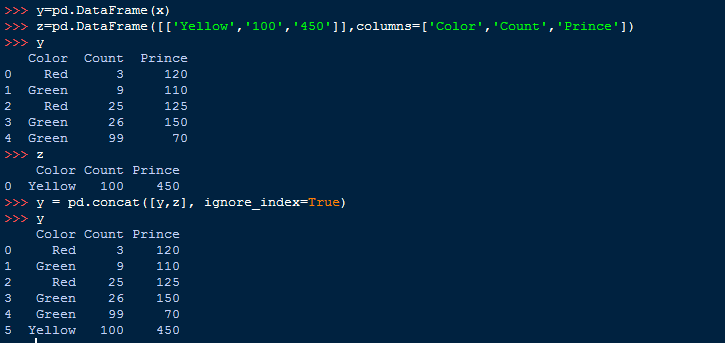 >>> y=pd.DataFrame(x)
>>> z=pd.DataFrame([['Yellow','100','450']],columns=['Color','Count','Prince'])
>>> y
   Color  Count  Prince
0    Red      3     120
1  Green      9     110
2    Red     25     125
3  Green     26     150
4  Green     99      70
>>> z
    Color Count Prince
0  Yellow   100    450
>>> y = pd.concat([y,z], ignore_index=True)
>>> y
    Color Count Prince
0     Red     3    120
1   Green     9    110
2     Red    25    125
3   Green    26    150
4   Green    99     70
5  Yellow   100    450